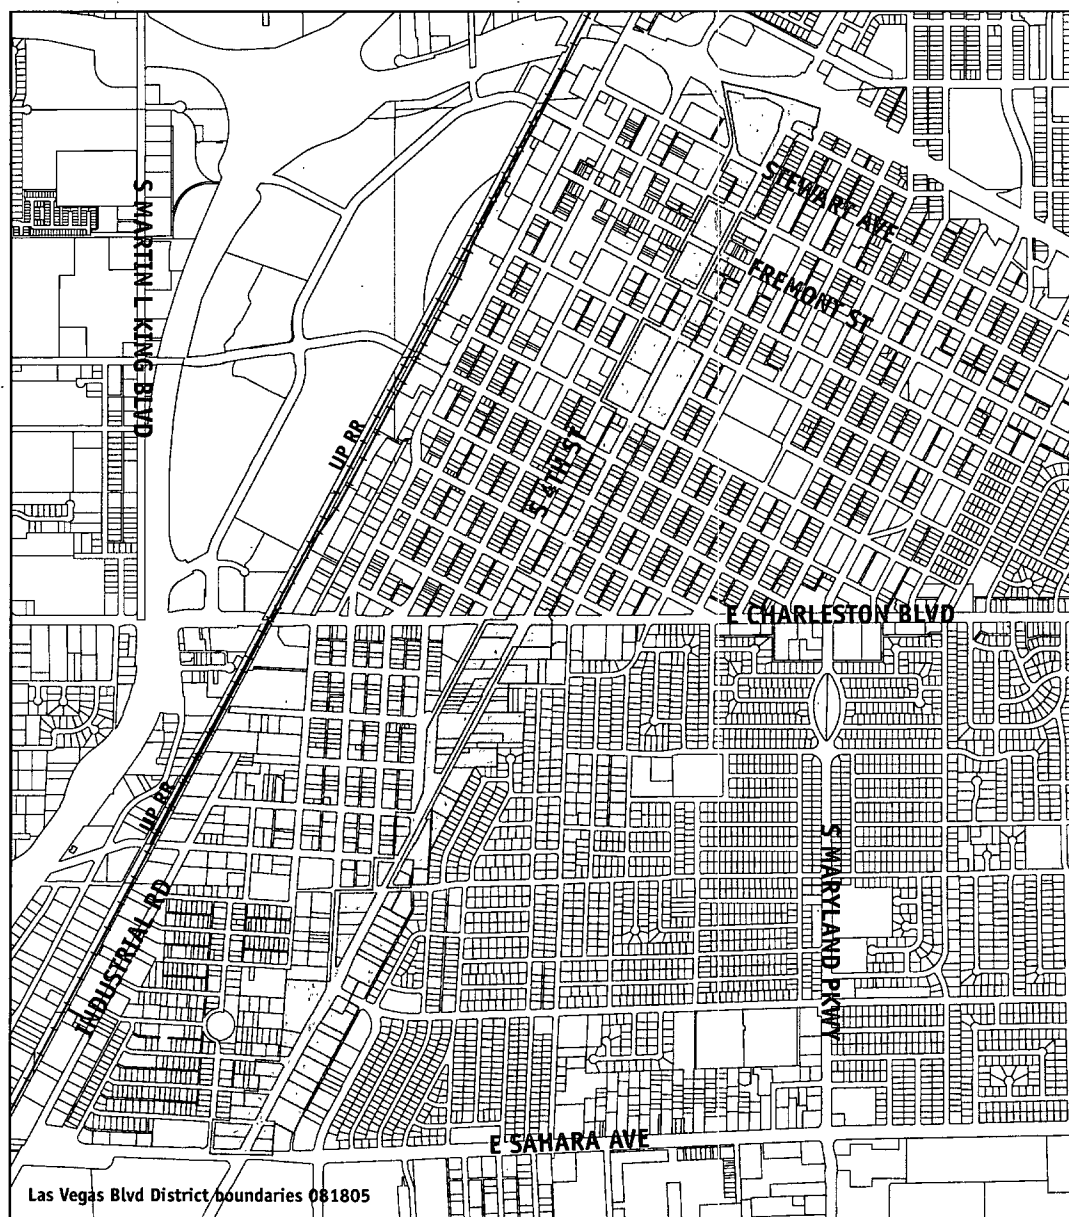 S MARTIN L KING BLVD
STEWART AVE
FREMONT ST
UP RR
S 4TH ST
E CHARLESTON BLVD
UP RR
INDUSTRIAL RD
S MARYLAND PKWY
E SAHARA AVE
Las Vegas Blvd District boundaries 081805